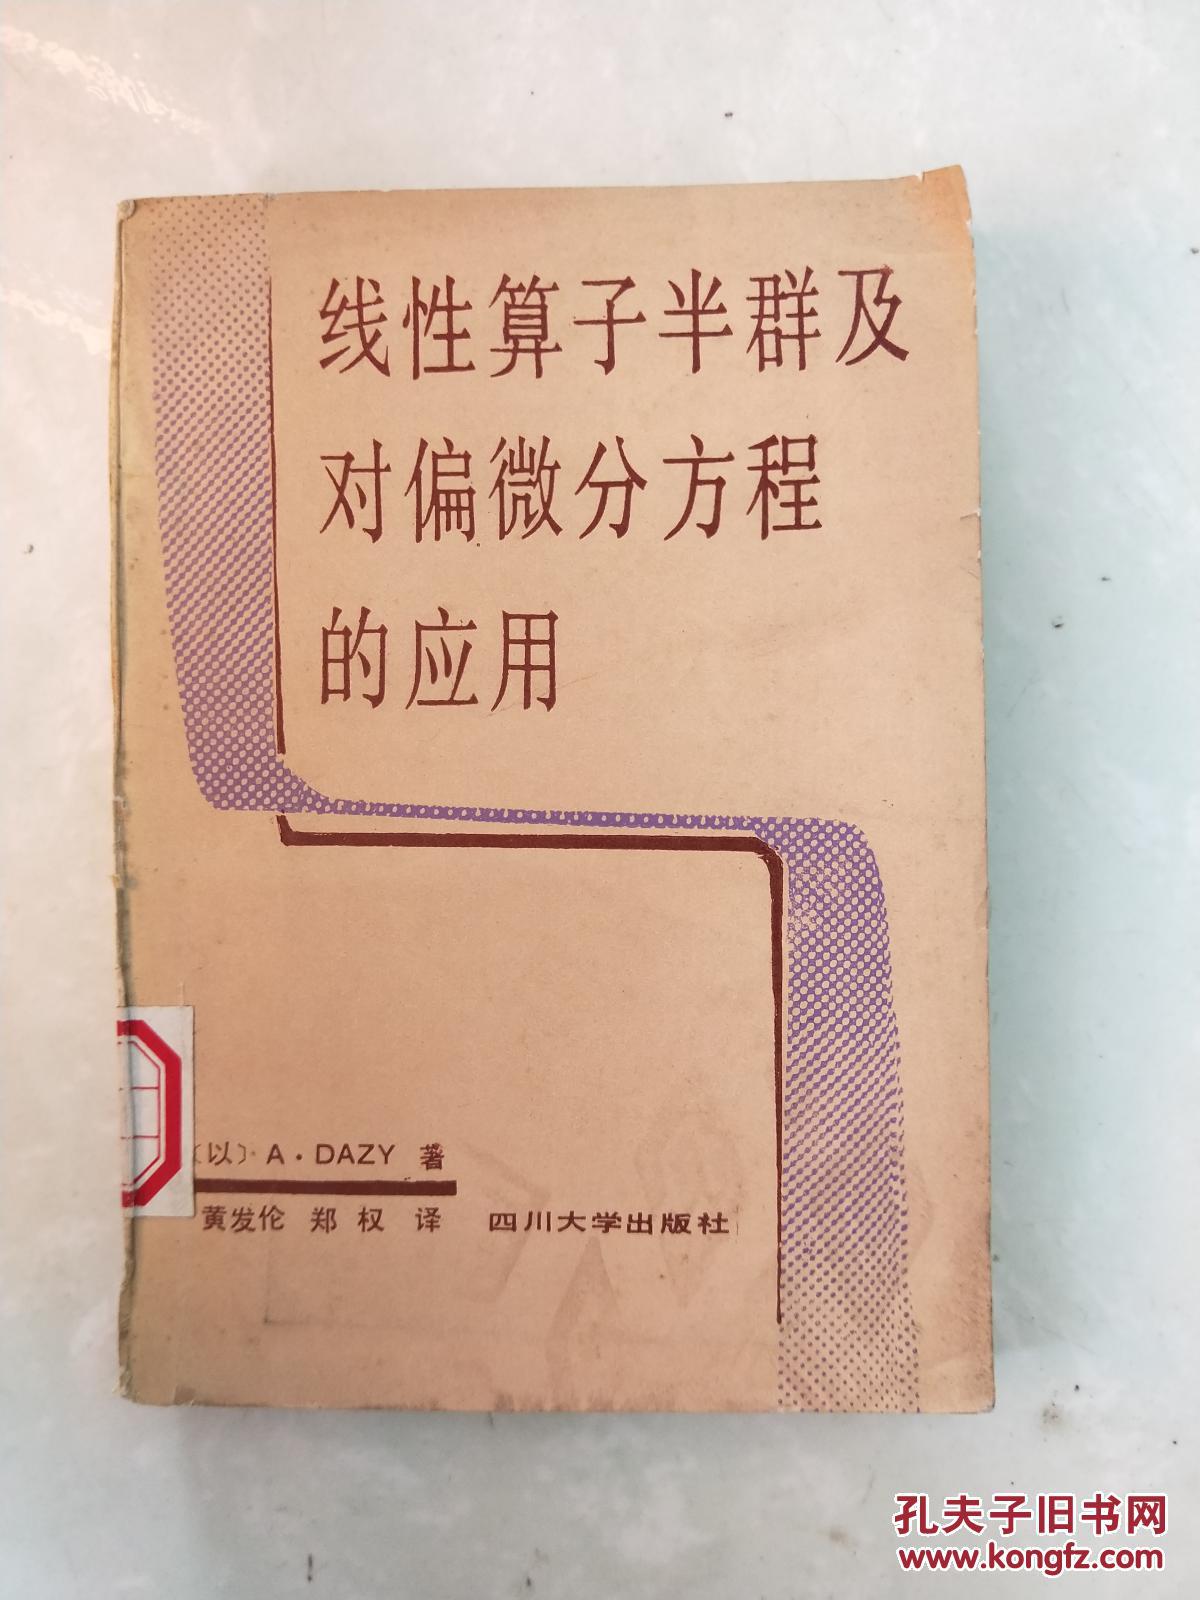 线性算子半群及
对偏微分方程
的应用
〔以〕A·DAZY 著
黄发伦 郑权 译 四川大学出版社
孔夫子旧书网
www.kongfz.com